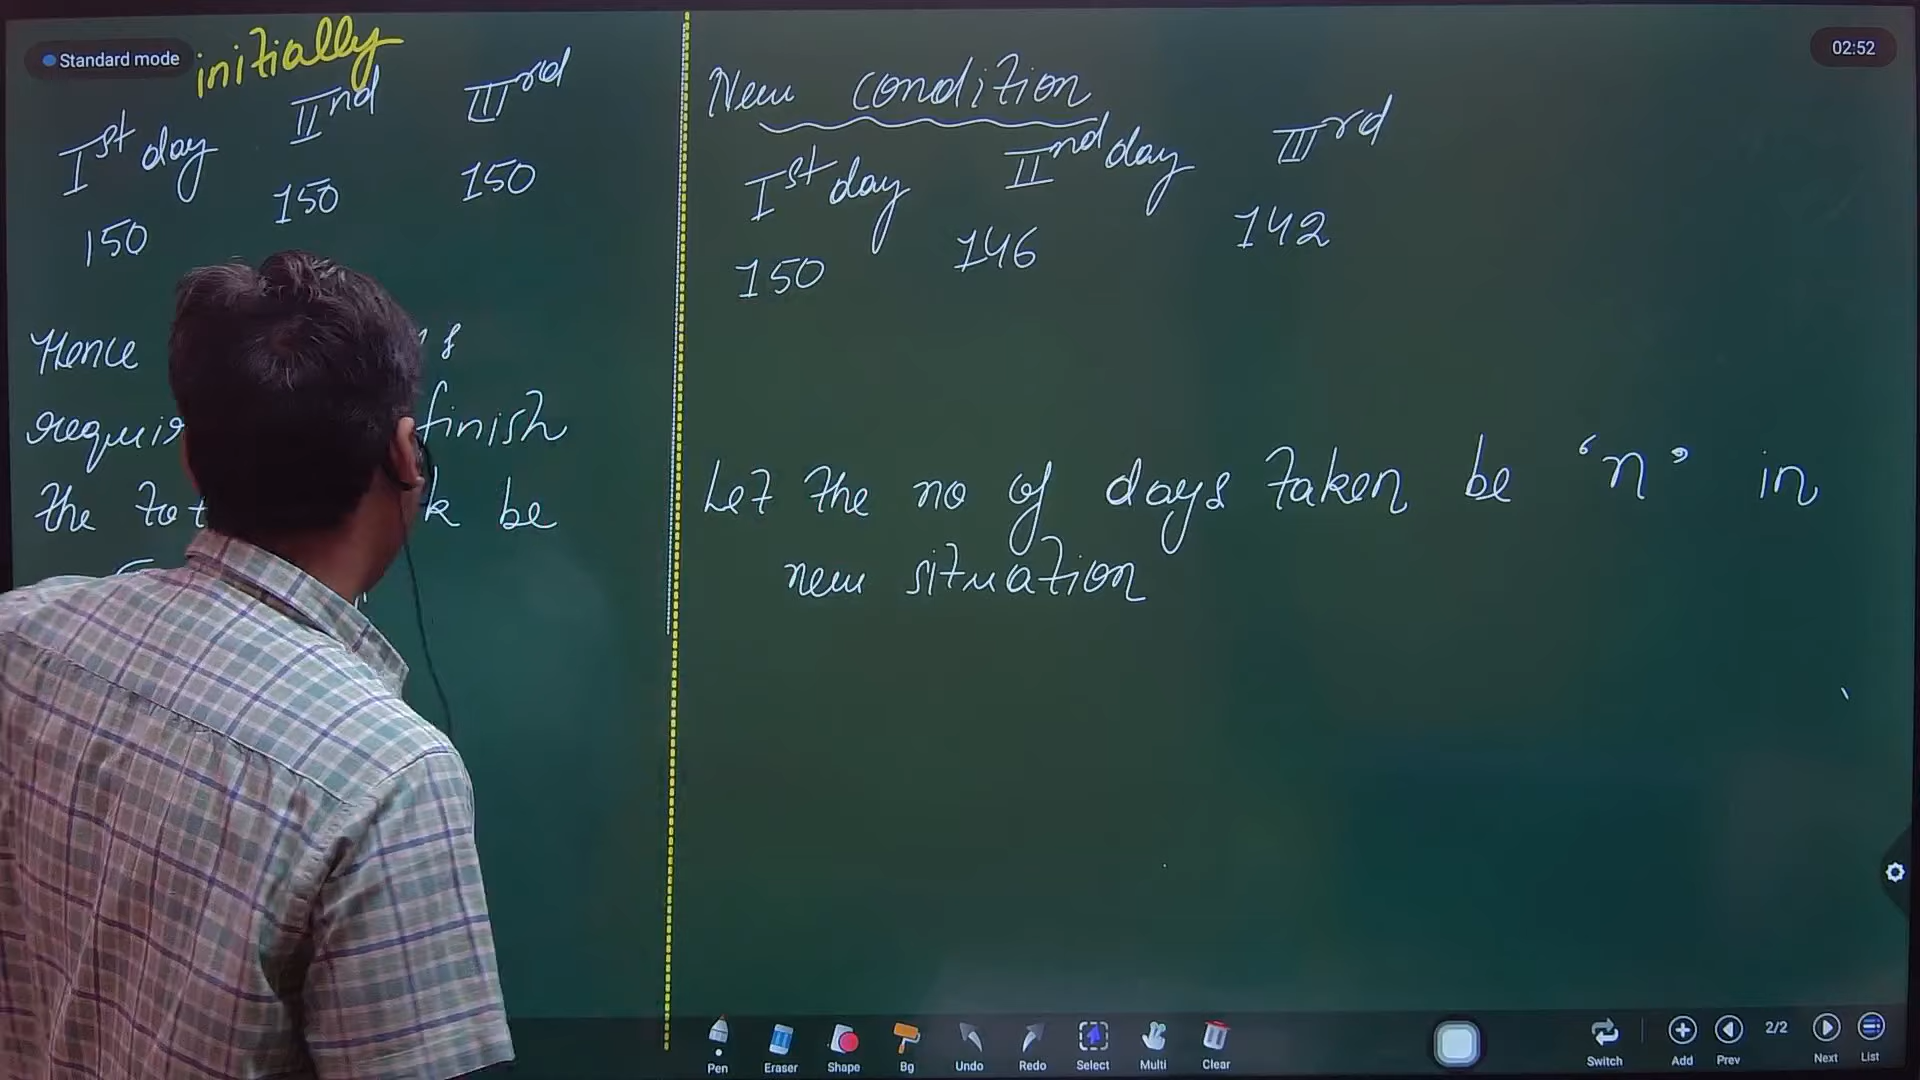 Standard mode
initially
Ist day IInd IIIrd
150 150 150
Hence
finish
the be
New condition
Ist day IInd day IIIrd
150 146 142
Let the no of days taken be 'n' in
new situation
02:52
Pen Eraser Shape Bg Undo Redo Select Multi Clear Switch Add Prev 2/2 Next List